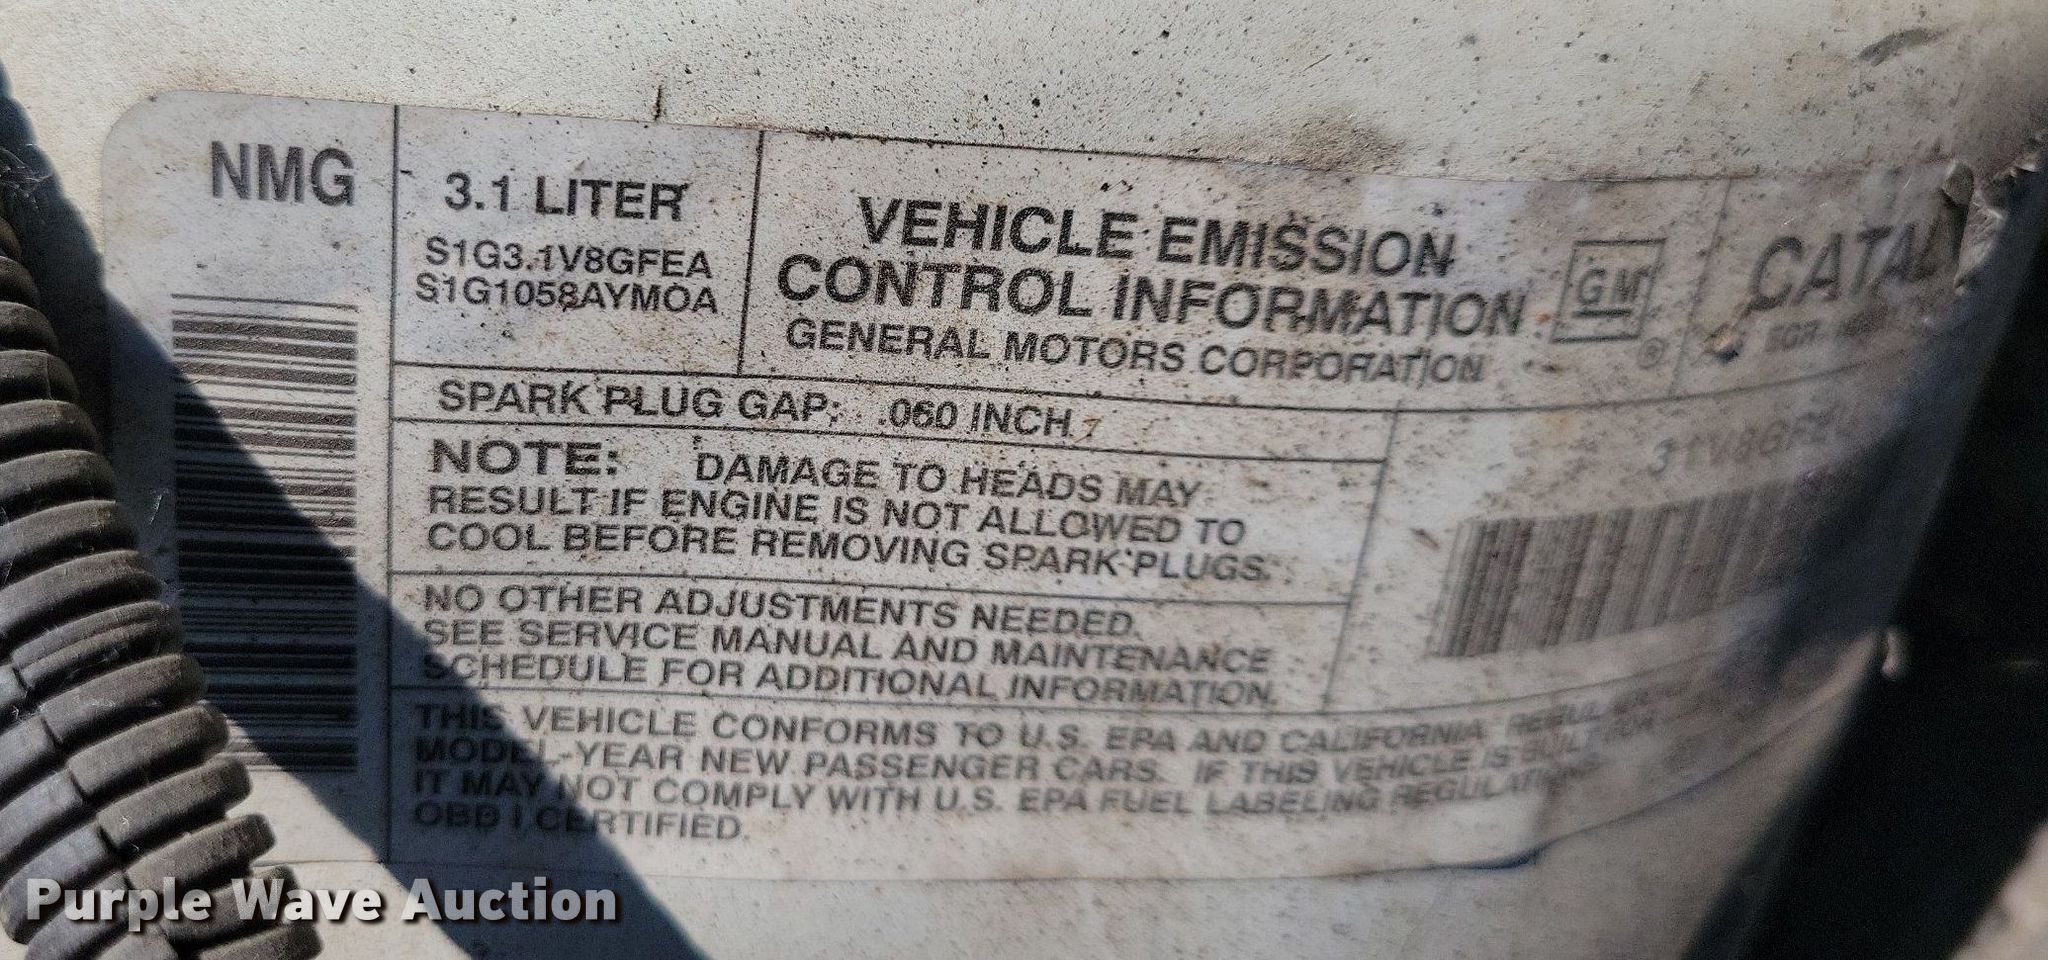 NMG
3.1 LITER
S1G3.1V8GFEA
S1G1058AYMOA
VEHICLE EMISSION
CONTROL INFORMATION
GENERAL MOTORS CORPORATION
GM
®
SPARK PLUG GAP: .060 INCH
NOTE: DAMAGE TO HEADS MAY
RESULT IF ENGINE IS NOT ALLOWED TO
COOL BEFORE REMOVING SPARK PLUGS.
NO OTHER ADJUSTMENTS NEEDED.
SEE SERVICE MANUAL AND MAINTENANCE
SCHEDULE FOR ADDITIONAL INFORMATION.
THIS VEHICLE CONFORMS TO U.S. EPA AND CALIFORNIA
MODEL-YEAR NEW PASSENGER CARS. IF THIS VEHICLE IS BUILT FOR
IT MAY NOT COMPLY WITH U.S. EPA FUEL LABELING
OBD I CERTIFIED.
Purple Wave Auction